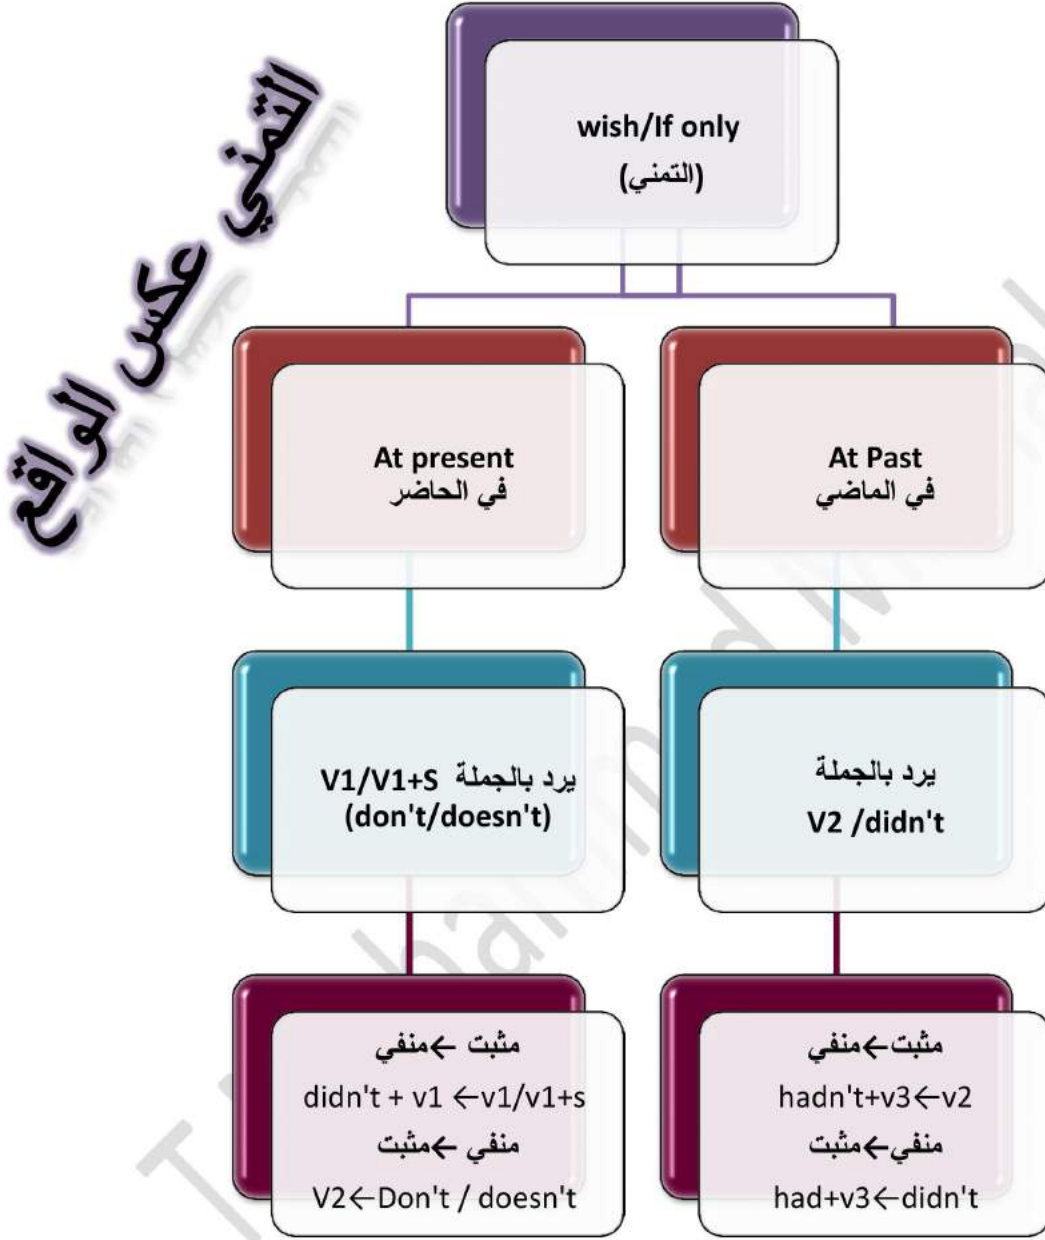 التمني عكس الواقع
wish/If only
(التمني)
At present
في الحاضر
At Past
في الماضي
يرد بالجملة V1/V1+S
(don't/doesn't)
يرد بالجملة
V2 /didn't
مثبت ←منفي
didn't + v1 ←v1/v1+s
منفي ←مثبت
V2←Don't / doesn't
مثبت←منفي
hadn't+v3←v2
منفي←مثبت
had+v3←didn't